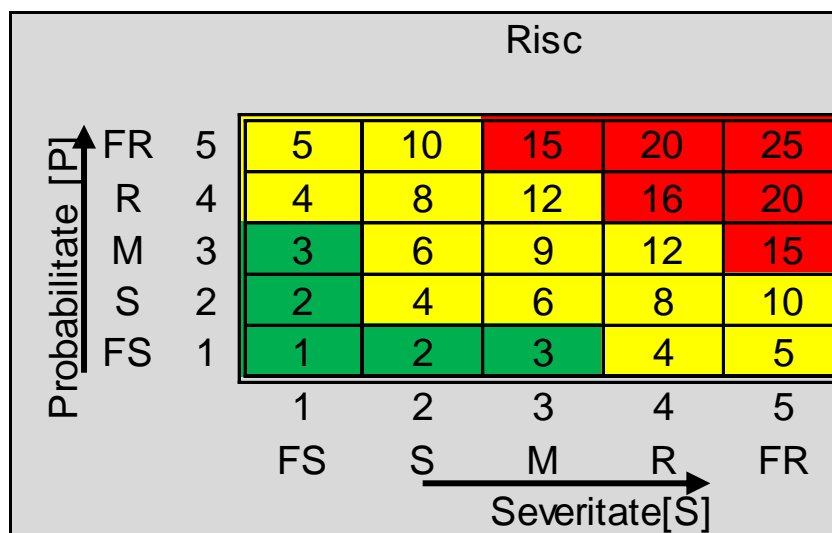 Risc
Probabilitate [P]
FR 5 5 10 15 20 25
R 4 4 8 12 16 20
M 3 3 6 9 12 15
S 2 2 4 6 8 10
FS 1 1 2 3 4 5
1 2 3 4 5
FS S M R FR
Severitate[S]